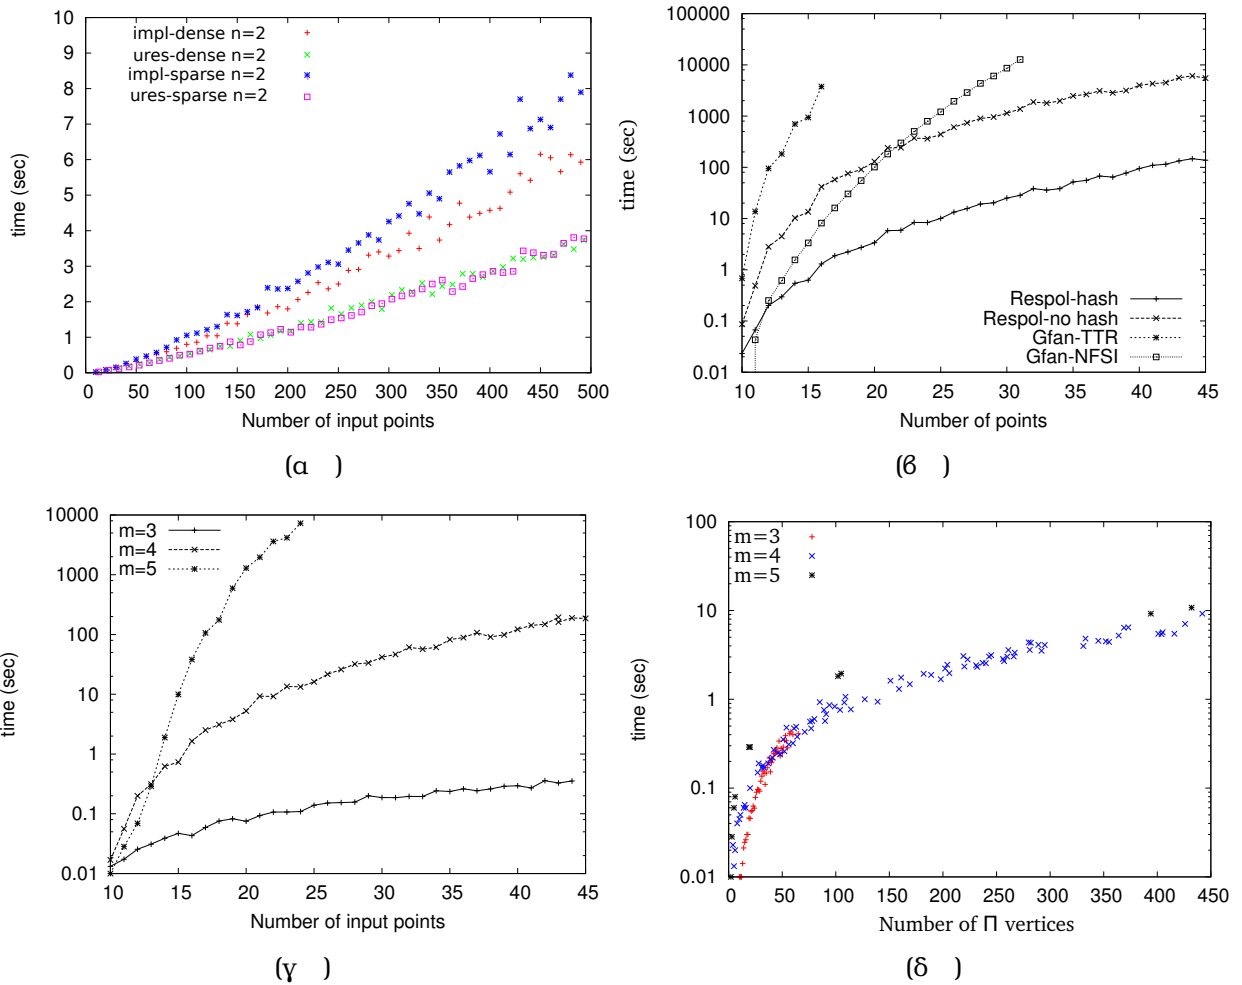 impl-dense n=2
ures-dense n=2
impl-sparse n=2
ures-sparse n=2
time (sec)
10
9
8
7
6
5
4
3
2
1
0
0 50 100 150 200 250 300 350 400 450 500
Number of input points
(α )
time (sec)
100000
10000
1000
100
10
1
0.1
0.01
Respol-hash
Respol-no hash
Gfan-TTR
Gfan-NFSI
10 15 20 25 30 35 40 45
Number of points
(β )
time (sec)
10000
1000
100
10
1
0.1
0.01
m=3
m=4
m=5
10 15 20 25 30 35 40 45
Number of input points
(γ )
time (sec)
100
10
1
0.1
0.01
m=3
m=4
m=5
0 50 100 150 200 250 300 350 400 450
Number of Π vertices
(δ )